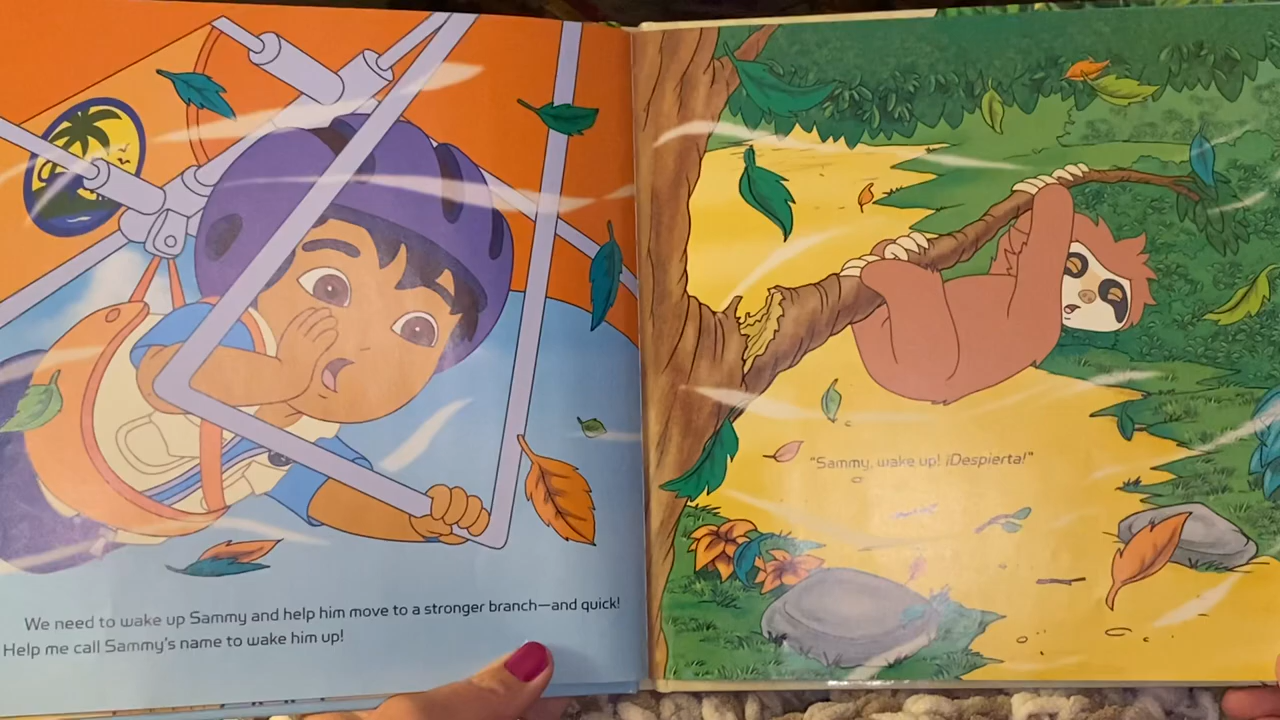 We need to wake up Sammy and help him move to a stronger branch—and quick!
Help me call Sammy's name to wake him up!
"Sammy, wake up! ¡Despierta!"